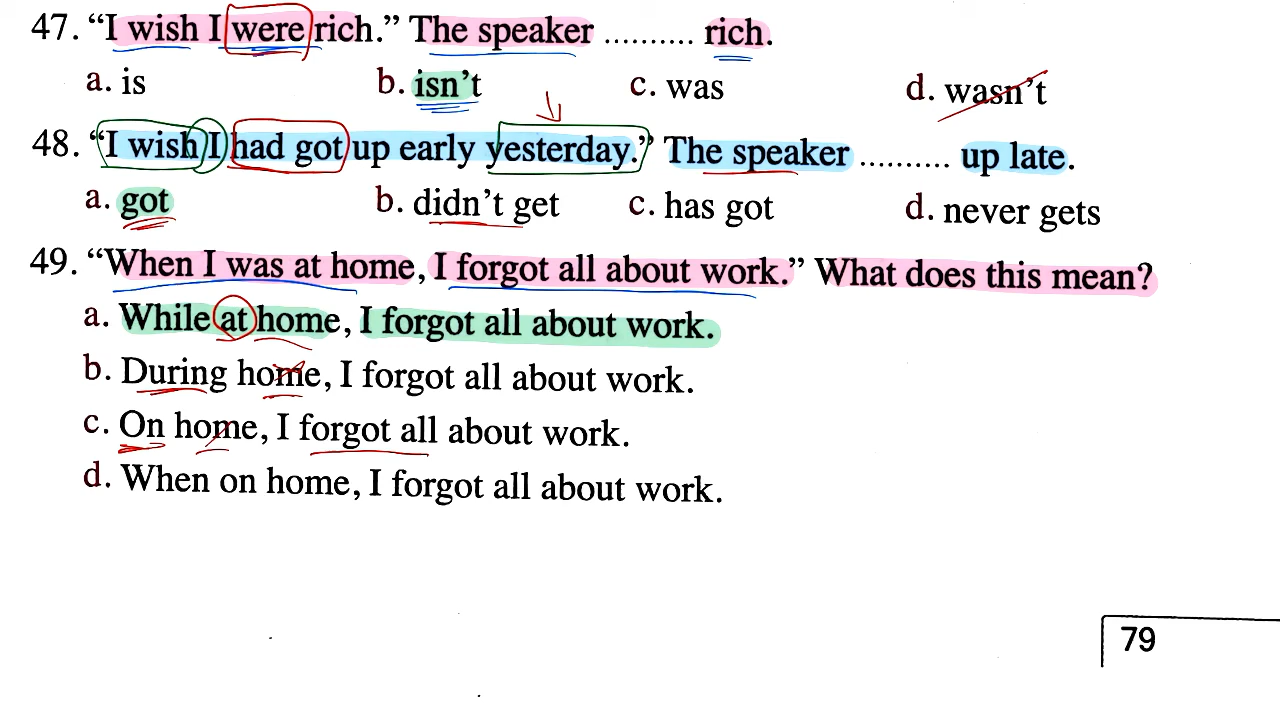 47. “I wish I were rich.” The speaker .......... rich.
a. is b. isn’t c. was d. wasn’t
48. “I wish I had got up early yesterday.” The speaker .......... up late.
a. got b. didn’t get c. has got d. never gets
49. “When I was at home, I forgot all about work.” What does this mean?
a. While at home, I forgot all about work.
b. During home, I forgot all about work.
c. On home, I forgot all about work.
d. When on home, I forgot all about work.
79